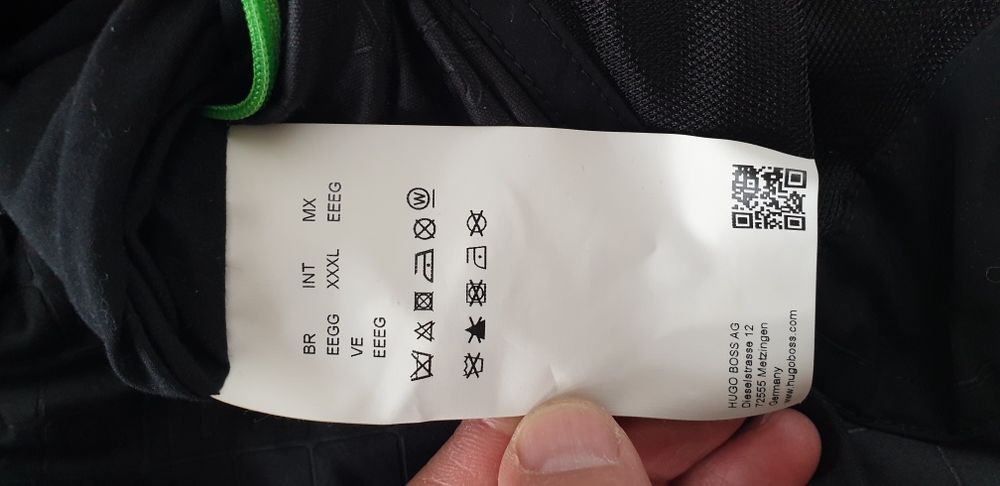 BR INT MX
EEGG XXXL EEEG
VE
EEEG
W
HUGO BOSS AG
Dieselstrasse 12
72555 Metzingen
Germany
www.hugoboss.com